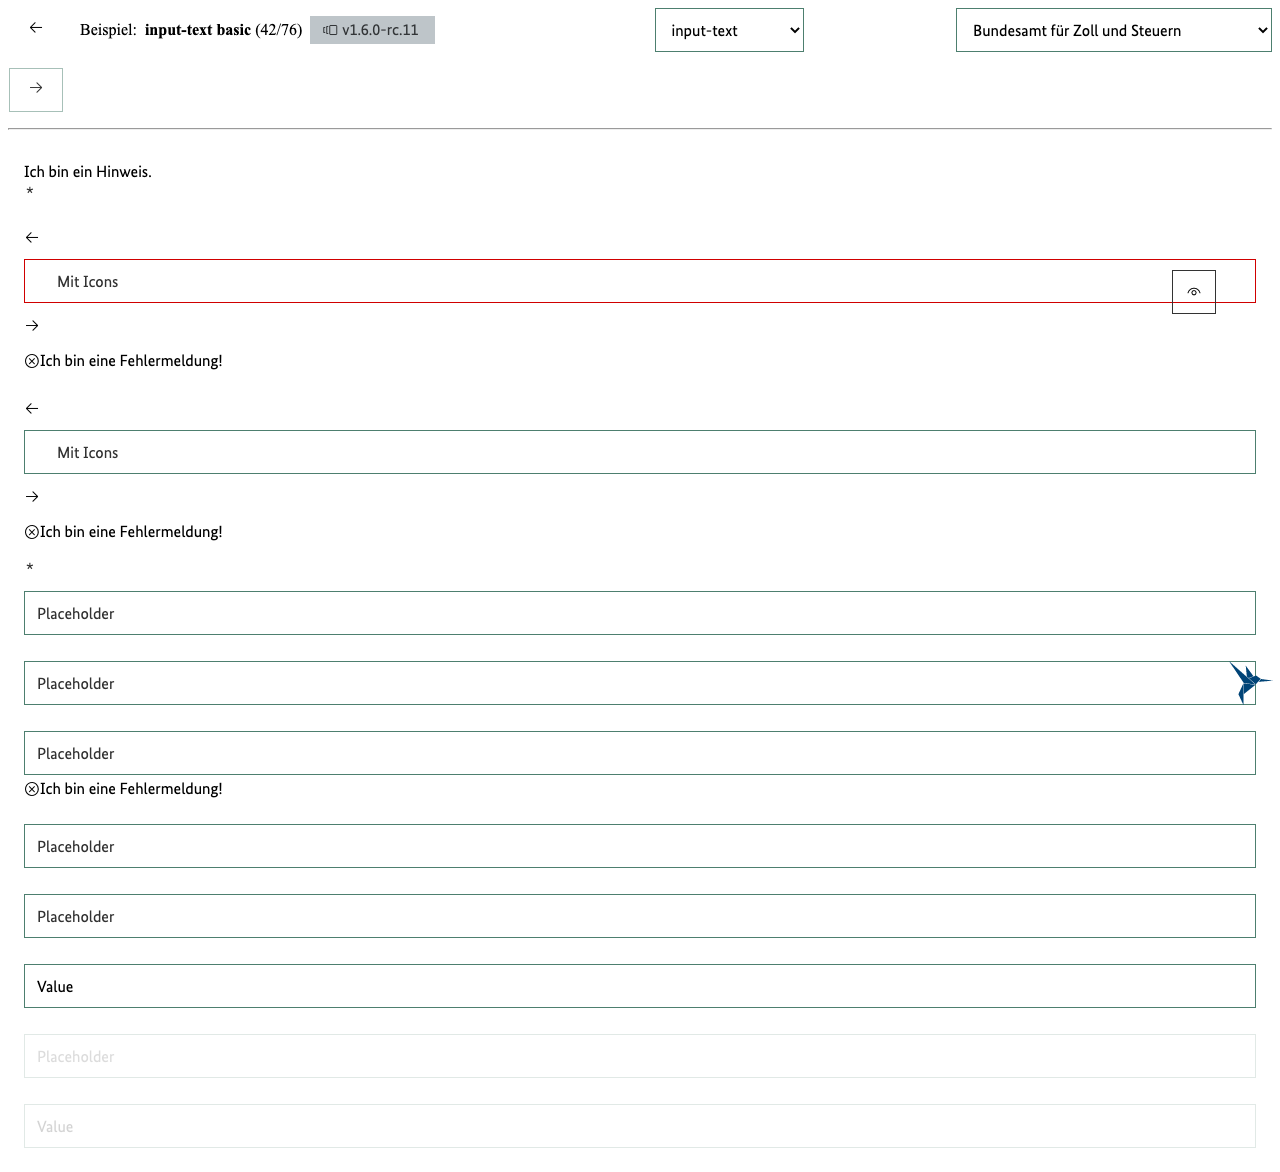 ← Beispiel: input-text basic (42/76) v1.6.0-rc.11 input-text Bundesamt für Zoll und Steuern
→
Ich bin ein Hinweis.
*
←
Mit Icons
→
Ich bin eine Fehlermeldung!
←
Mit Icons
→
Ich bin eine Fehlermeldung!
*
Placeholder
Placeholder
Placeholder
Ich bin eine Fehlermeldung!
Placeholder
Placeholder
Value
Placeholder
Value